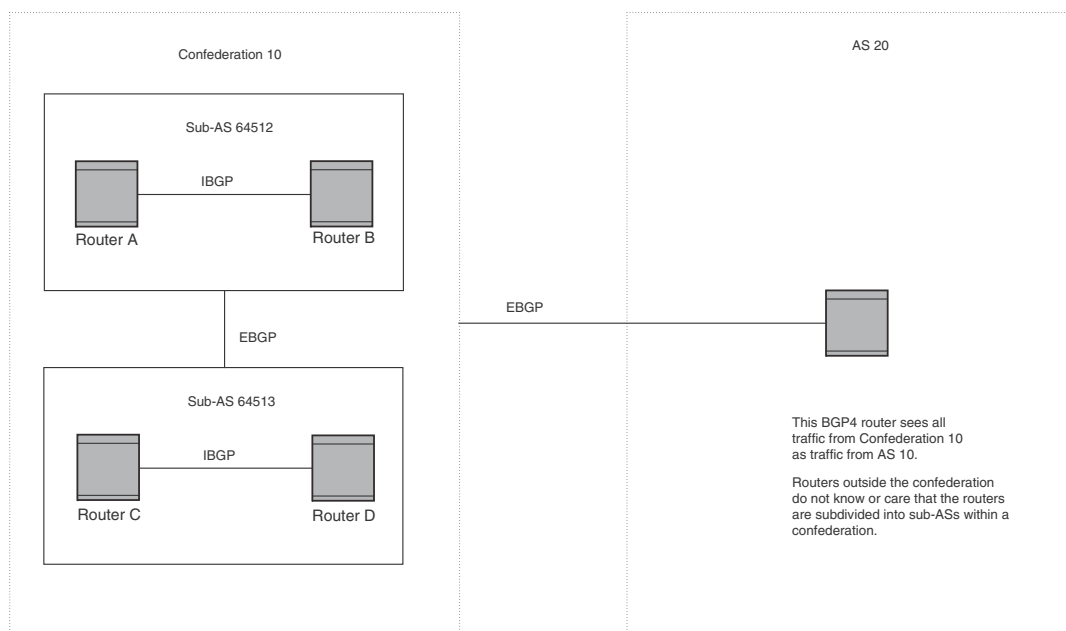 Confederation 10
AS 20
Sub-AS 64512
IBGP
Router A
Router B
EBGP
EBGP
Sub-AS 64513
IBGP
Router C
Router D
This BGP4 router sees all
traffic from Confederation 10
as traffic from AS 10.
Routers outside the confederation
do not know or care that the routers
are subdivided into sub-ASs within a
confederation.